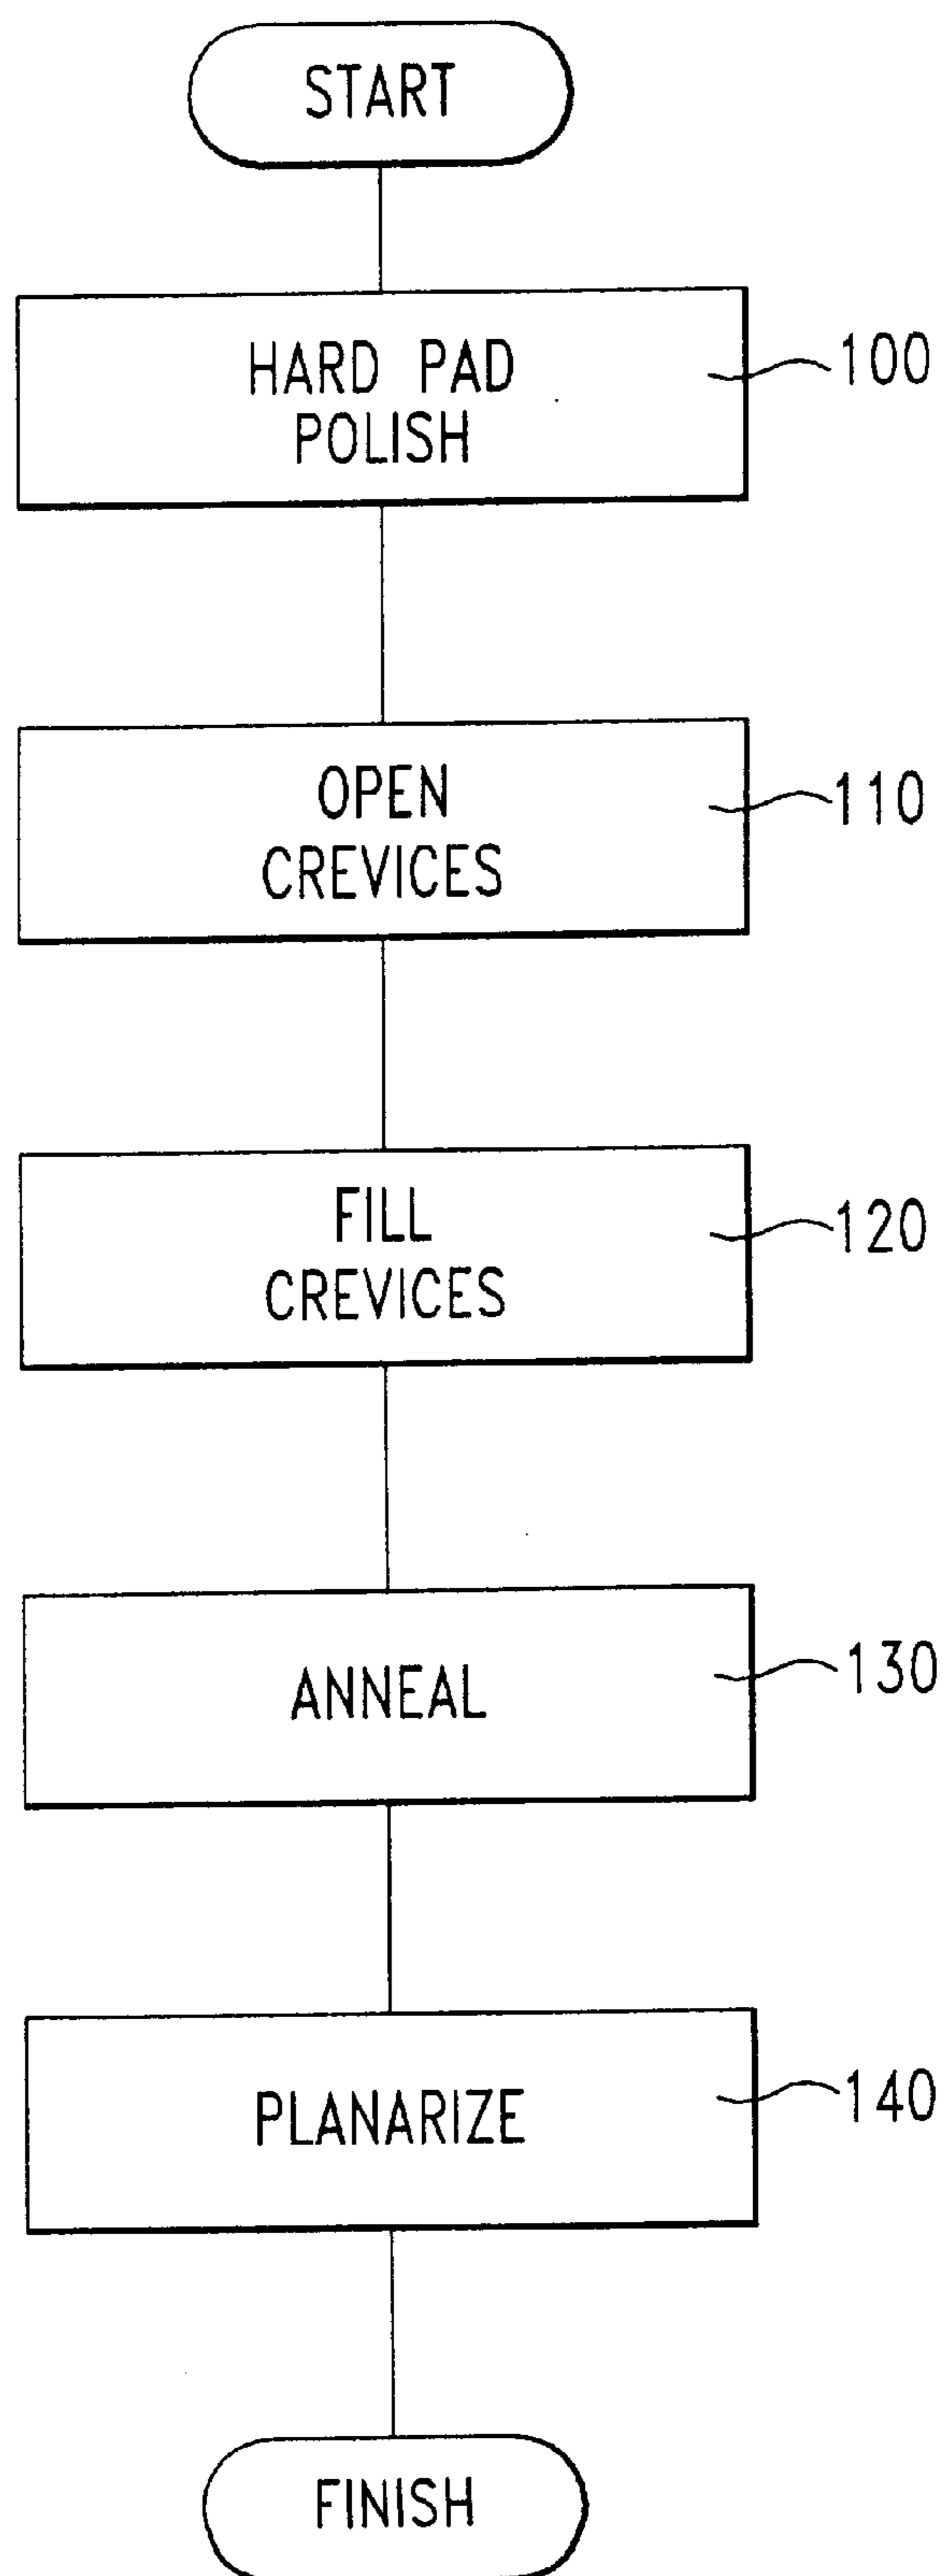 START
HARD PAD
POLISH
100
OPEN
CREVICES
110
FILL
CREVICES
120
ANNEAL
130
PLANARIZE
140
FINISH